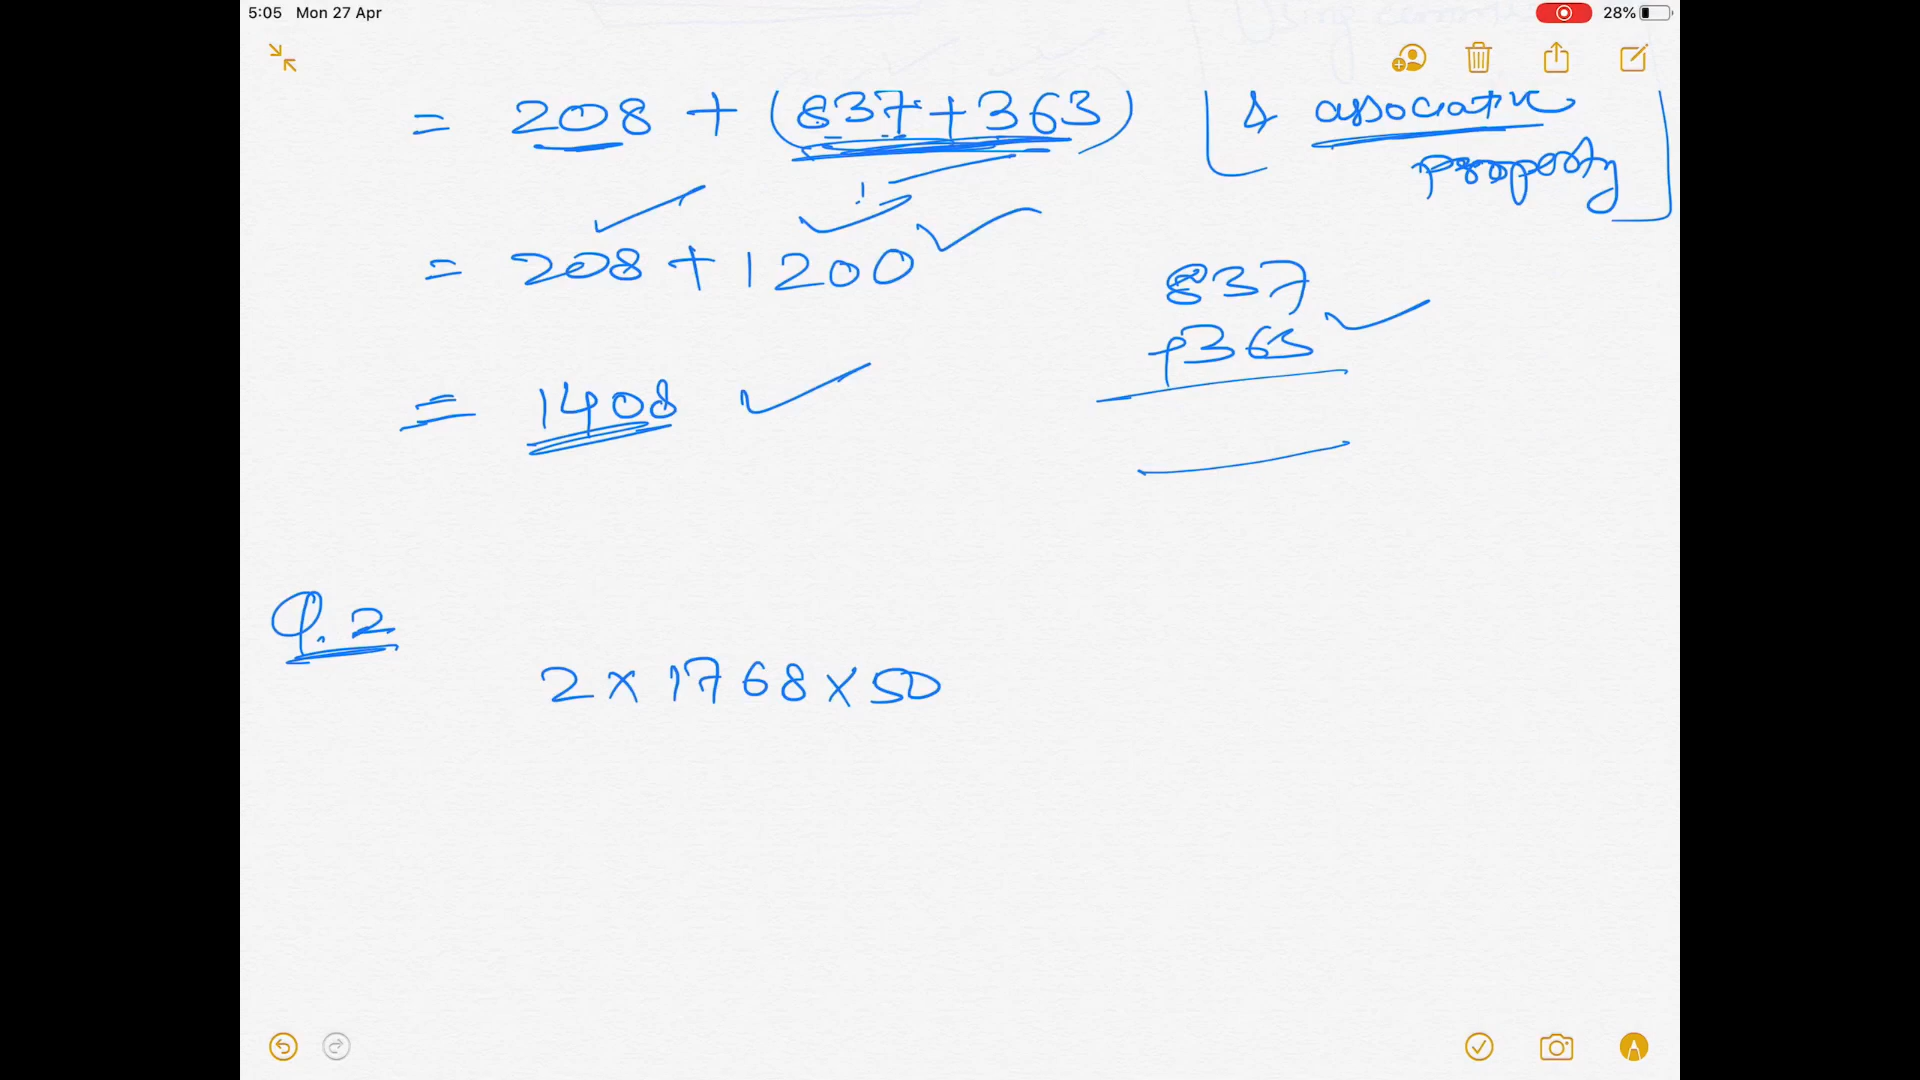 5:05 Mon 27 Apr
28%
= 208 + (837+363) [& associative
property]
= 208 + 1200
837
+363
= 1408
Q.2
2 x 1768 x 50